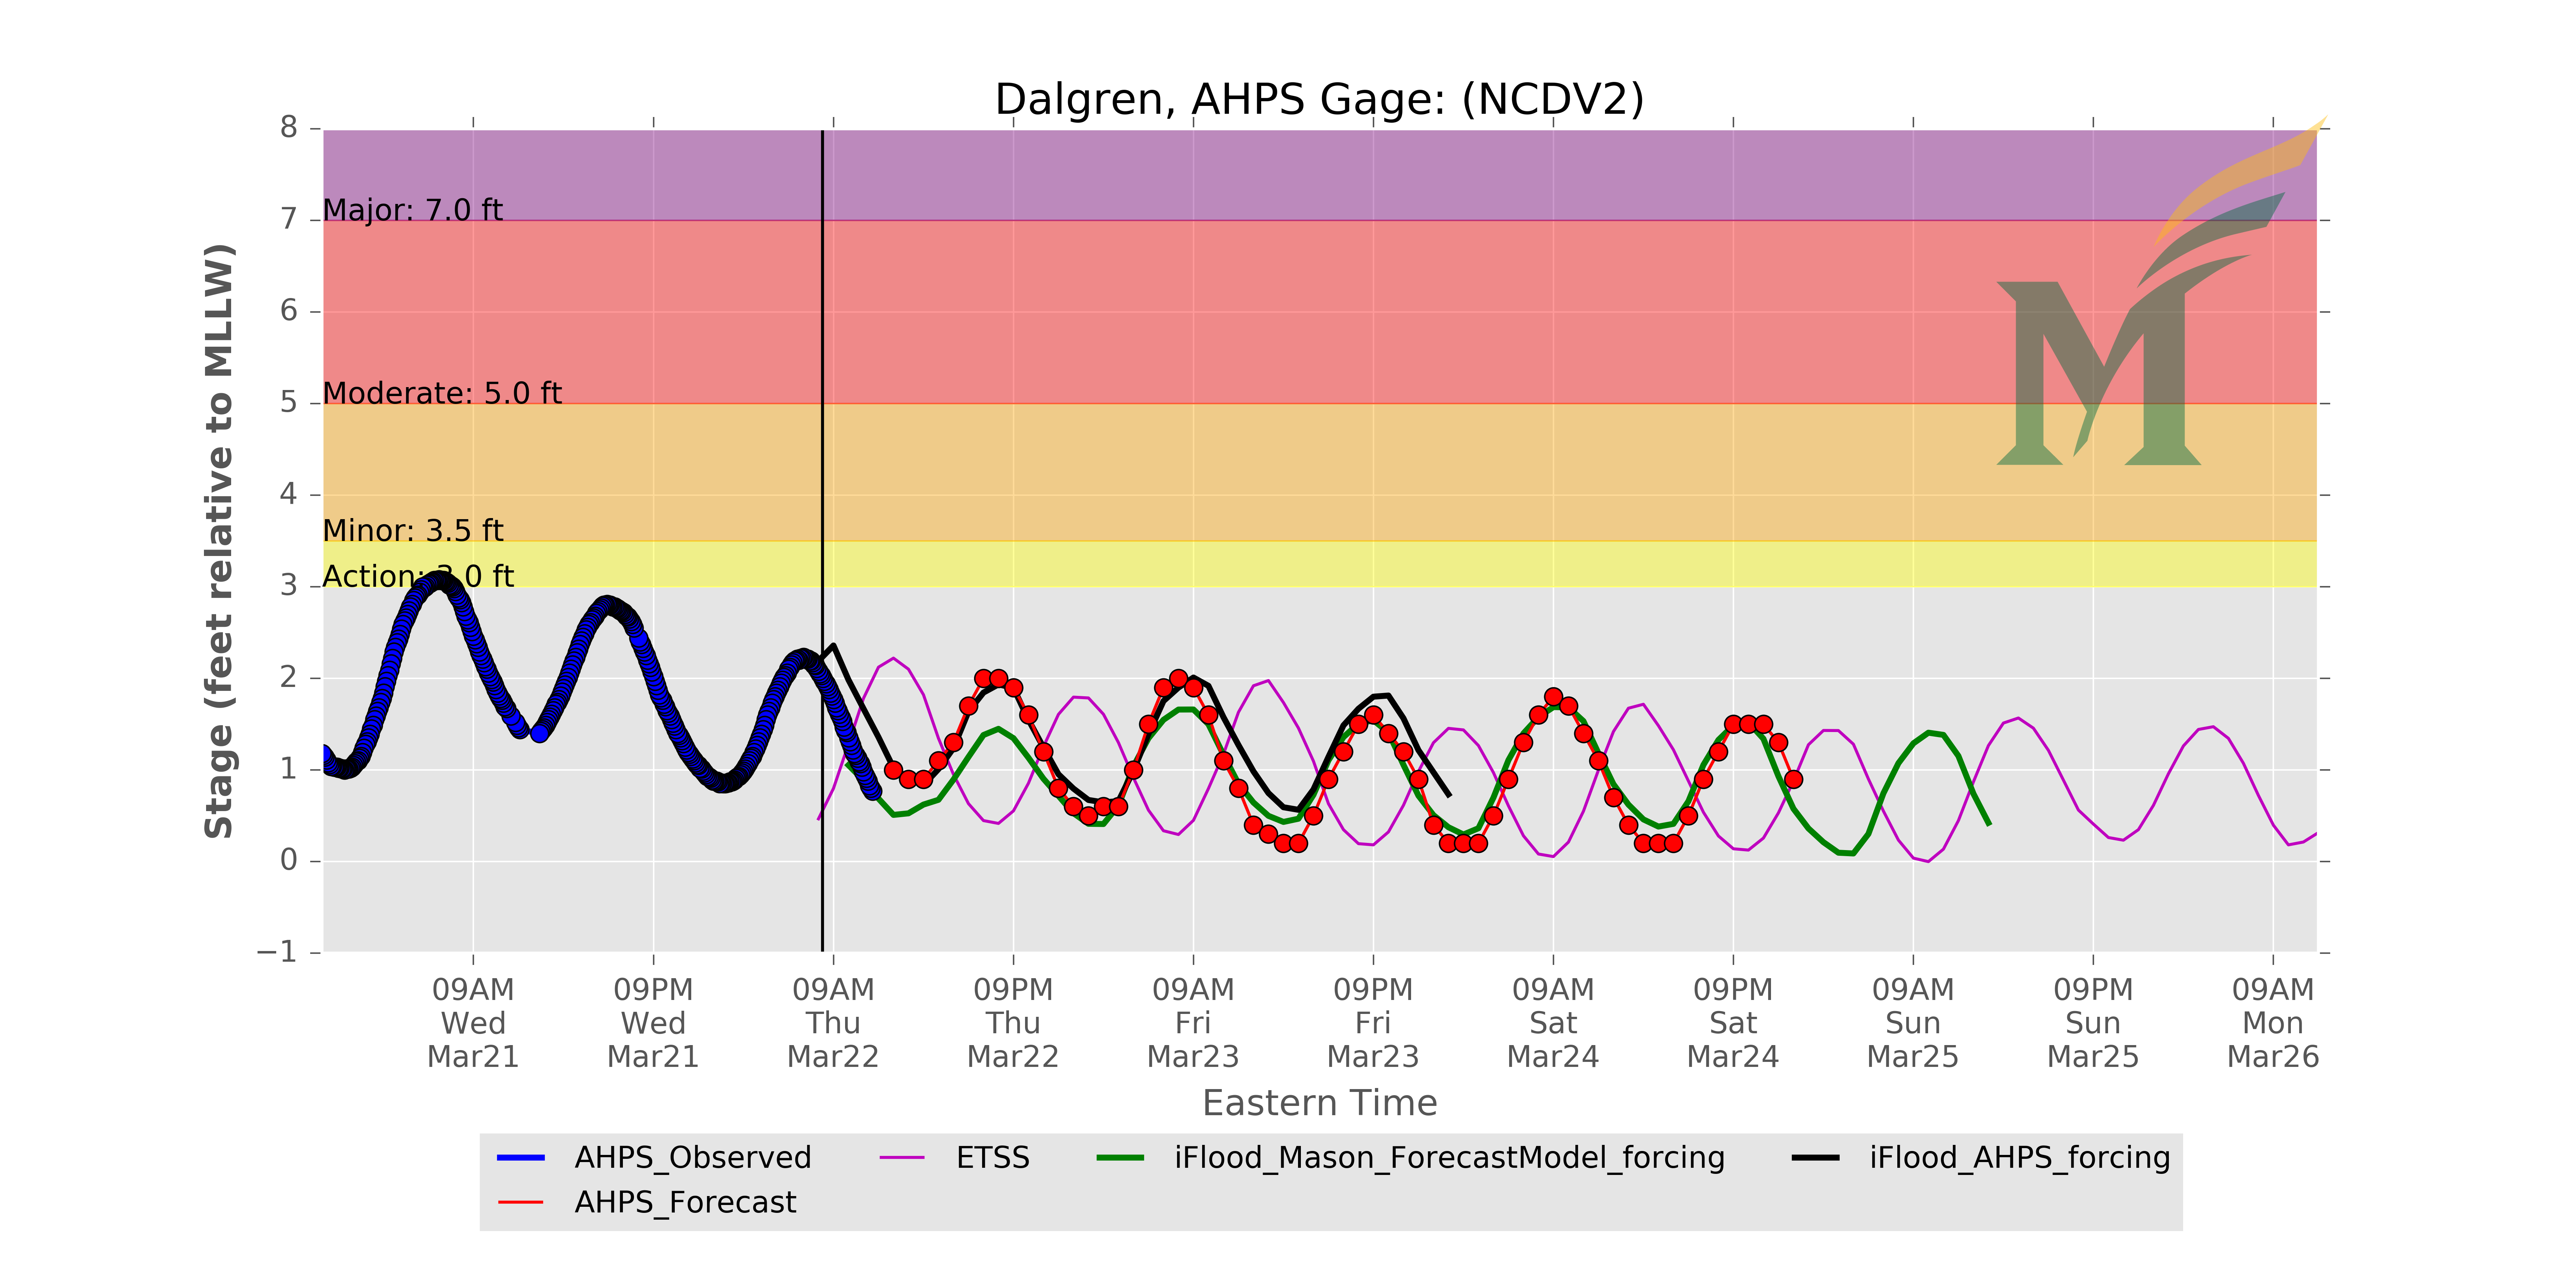 Dalgren, AHPS Gage: (NCDV2)
8
Major: 7.0 ft
7
6
Moderate: 5.0 ft
5
4
Minor: 3.5 ft
Action: 3.0 ft
3
2
1
0
−1
Stage (feet relative to MLLW)
09AM 09PM 09AM 09PM 09AM 09PM 09AM 09PM 09AM 09PM 09AM
Wed Wed Thu Thu Fri Fri Sat Sat Sun Sun Mon
Mar21 Mar21 Mar22 Mar22 Mar23 Mar23 Mar24 Mar24 Mar25 Mar25 Mar26
Eastern Time
AHPS_Observed ETSS iFlood_Mason_ForecastModel_forcing iFlood_AHPS_forcing
AHPS_Forecast
M